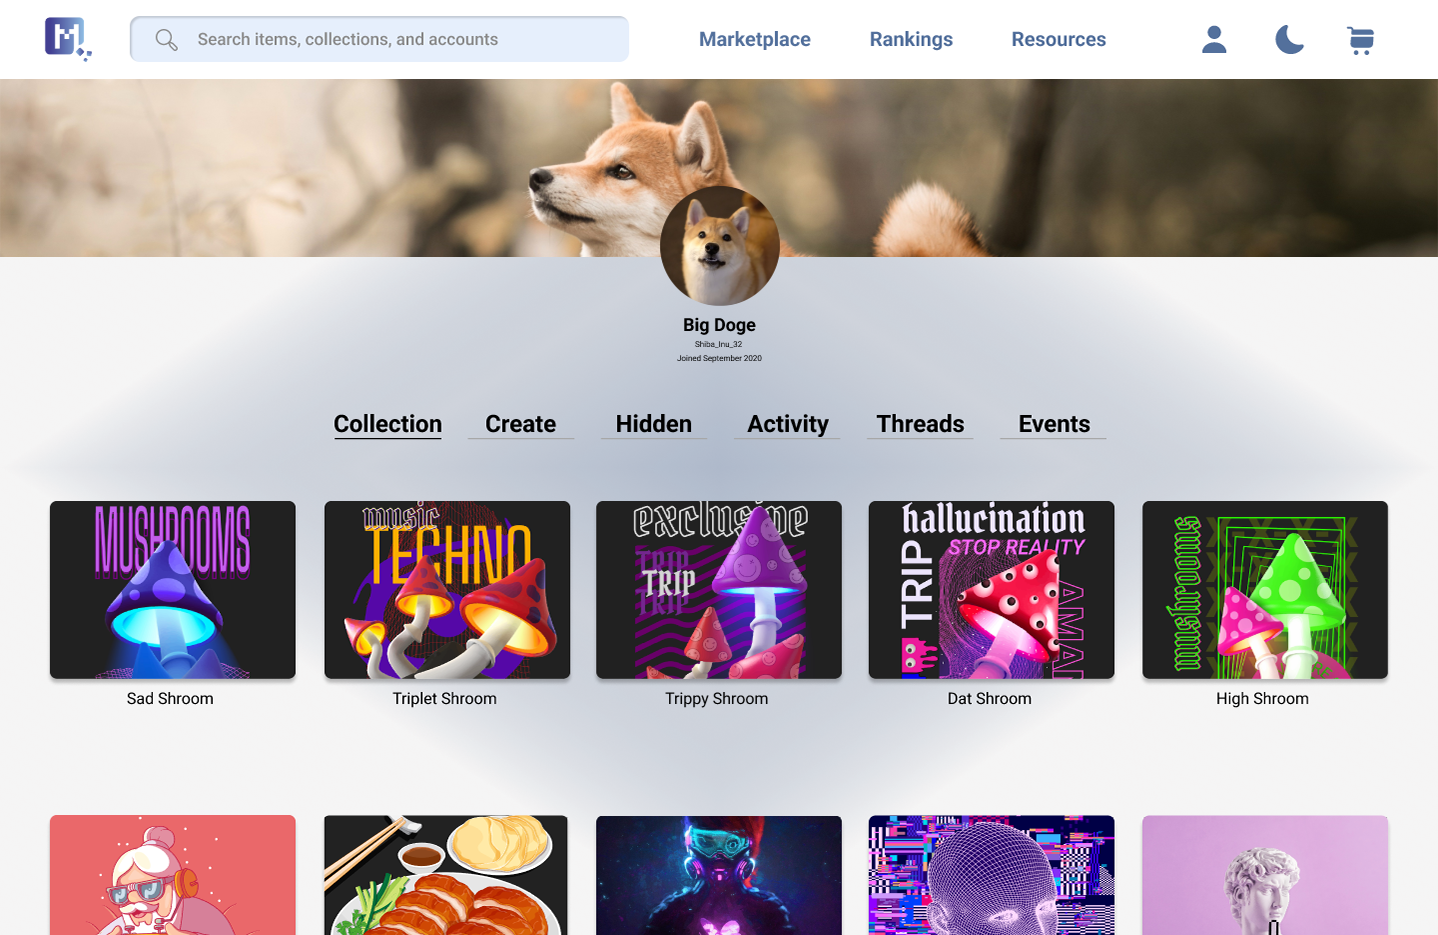 M
Search items, collections, and accounts
Marketplace
Rankings
Resources
Big Doge
Shiba_Inu_32
Joined September 2020
Collection
Create
Hidden
Activity
Threads
Events
MUSHROOMS
music
TECHNO
exclusive
TRIP
TRIP
TRIP
hallucination
STOP REALITY
TRIP
mushrooms
Sad Shroom
Triplet Shroom
Trippy Shroom
Dat Shroom
High Shroom